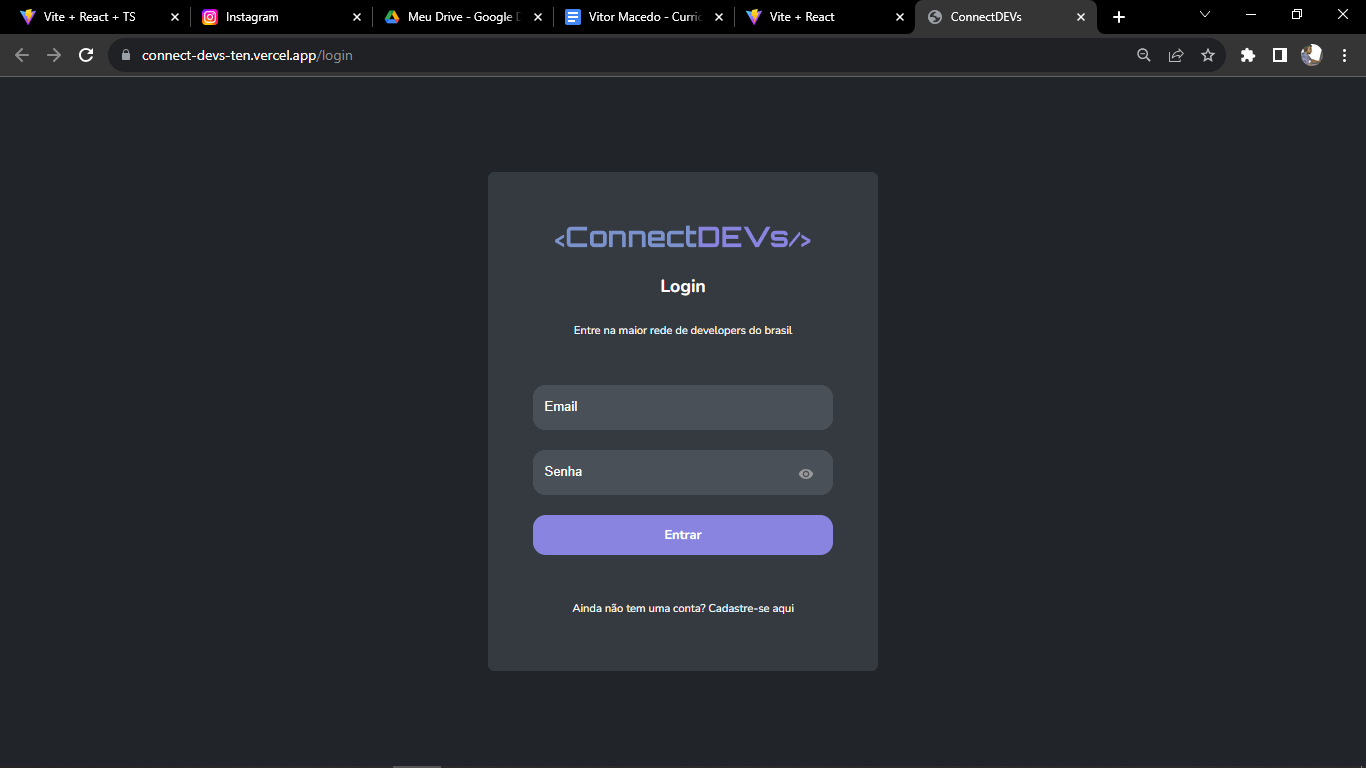 Vite + React + TS
Instagram
Meu Drive - Google D
Vitor Macedo - Curric
Vite + React
ConnectDEVs
connect-devs-ten.vercel.app/login
<ConnectDEVs/>
Login
Entre na maior rede de developers do brasil
Email
Senha
Entrar
Ainda não tem uma conta? Cadastre-se aqui